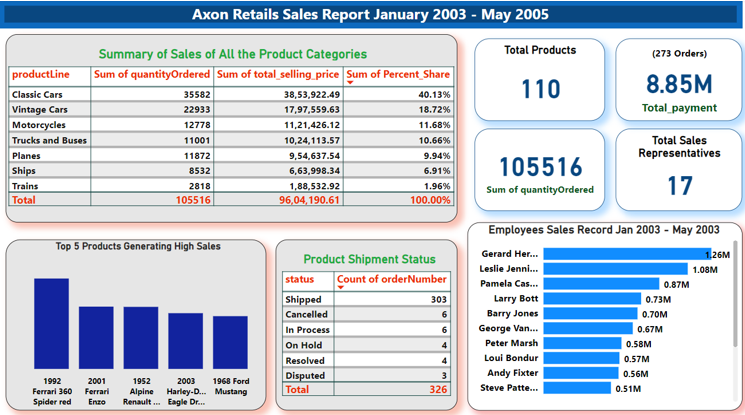 Axon Retails Sales Report January 2003 - May 2005
Summary of Sales of All the Product Categories
productLine Sum of quantityOrdered Sum of total_selling_price Sum of Percent_Share
Classic Cars 35582 38,53,922.49 40.13%
Vintage Cars 22933 17,97,559.63 18.72%
Motorcycles 12778 11,21,426.12 11.68%
Trucks and Buses 11001 10,24,113.57 10.66%
Planes 11872 9,54,637.54 9.94%
Ships 8532 6,63,998.34 6.91%
Trains 2818 1,88,532.92 1.96%
Total 105516 96,04,190.61 100.00%
Total Products
110
(273 Orders)
8.85M
Total_payment
105516
Sum of quantityOrdered
Total Sales
Representatives
17
Top 5 Products Generating High Sales
1992
Ferrari 360
Spider red
2001
Ferrari
Enzo
1952
Alpine
Renault ...
2003
Harley-D...
Eagle Dr...
1968 Ford
Mustang
Product Shipment Status
status Count of orderNumber
Shipped 303
Cancelled 6
In Process 6
On Hold 4
Resolved 4
Disputed 3
Total 326
Employees Sales Record Jan 2003 - May 2003
Gerard Her... 1.26M
Leslie Jenni... 1.08M
Pamela Cas... 0.87M
Larry Bott 0.73M
Barry Jones 0.70M
George Van... 0.67M
Peter Marsh 0.58M
Loui Bondur 0.57M
Andy Fixter 0.56M
Steve Patte... 0.51M